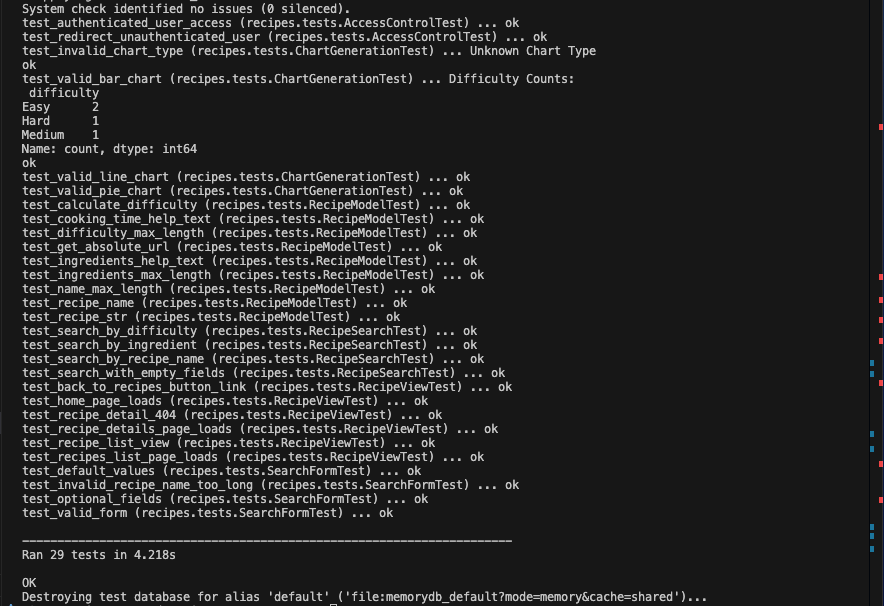 System check identified no issues (0 silenced).
test_authenticated_user_access (recipes.tests.AccessControlTest) ... ok
test_redirect_unauthenticated_user (recipes.tests.AccessControlTest) ... ok
test_invalid_chart_type (recipes.tests.ChartGenerationTest) ... Unknown Chart Type
ok
test_valid_bar_chart (recipes.tests.ChartGenerationTest) ... Difficulty Counts:
 difficulty
Easy      2
Hard      1
Medium    1
Name: count, dtype: int64
ok
test_valid_line_chart (recipes.tests.ChartGenerationTest) ... ok
test_valid_pie_chart (recipes.tests.ChartGenerationTest) ... ok
test_calculate_difficulty (recipes.tests.RecipeModelTest) ... ok
test_cooking_time_help_text (recipes.tests.RecipeModelTest) ... ok
test_difficulty_max_length (recipes.tests.RecipeModelTest) ... ok
test_get_absolute_url (recipes.tests.RecipeModelTest) ... ok
test_ingredients_help_text (recipes.tests.RecipeModelTest) ... ok
test_ingredients_max_length (recipes.tests.RecipeModelTest) ... ok
test_name_max_length (recipes.tests.RecipeModelTest) ... ok
test_recipe_name (recipes.tests.RecipeModelTest) ... ok
test_recipe_str (recipes.tests.RecipeModelTest) ... ok
test_search_by_difficulty (recipes.tests.RecipeSearchTest) ... ok
test_search_by_ingredient (recipes.tests.RecipeSearchTest) ... ok
test_search_by_recipe_name (recipes.tests.RecipeSearchTest) ... ok
test_search_with_empty_fields (recipes.tests.RecipeSearchTest) ... ok
test_back_to_recipes_button_link (recipes.tests.RecipeViewTest) ... ok
test_home_page_loads (recipes.tests.RecipeViewTest) ... ok
test_recipe_detail_404 (recipes.tests.RecipeViewTest) ... ok
test_recipe_details_page_loads (recipes.tests.RecipeViewTest) ... ok
test_recipe_list_view (recipes.tests.RecipeViewTest) ... ok
test_recipes_list_page_loads (recipes.tests.RecipeViewTest) ... ok
test_default_values (recipes.tests.SearchFormTest) ... ok
test_invalid_recipe_name_too_long (recipes.tests.SearchFormTest) ... ok
test_optional_fields (recipes.tests.SearchFormTest) ... ok
test_valid_form (recipes.tests.SearchFormTest) ... ok
----------------------------------------------------------------------
Ran 29 tests in 4.218s
OK
Destroying test database for alias 'default' ('file:memorydb_default?mode=memory&cache=shared')...